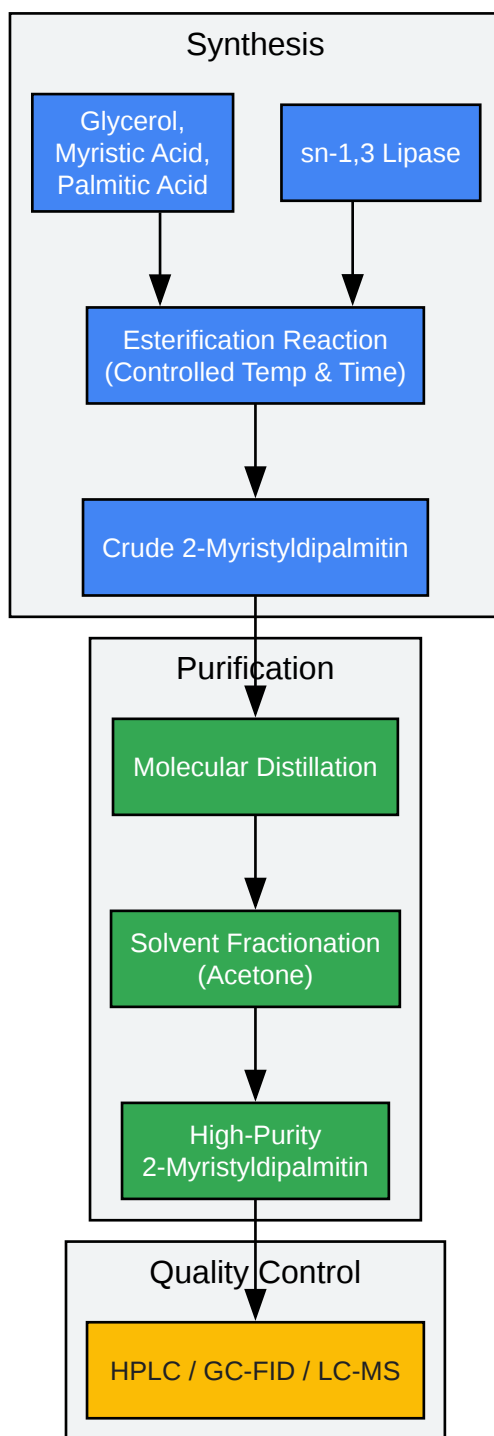 Synthesis
Glycerol,
Myristic Acid,
Palmitic Acid
sn-1,3 Lipase
Esterification Reaction
(Controlled Temp & Time)
Crude 2-Myristyldipalmitin
Purification
Molecular Distillation
Solvent Fractionation
(Acetone)
High-Purity
2-Myristyldipalmitin
Quality Control
HPLC / GC-FID / LC-MS